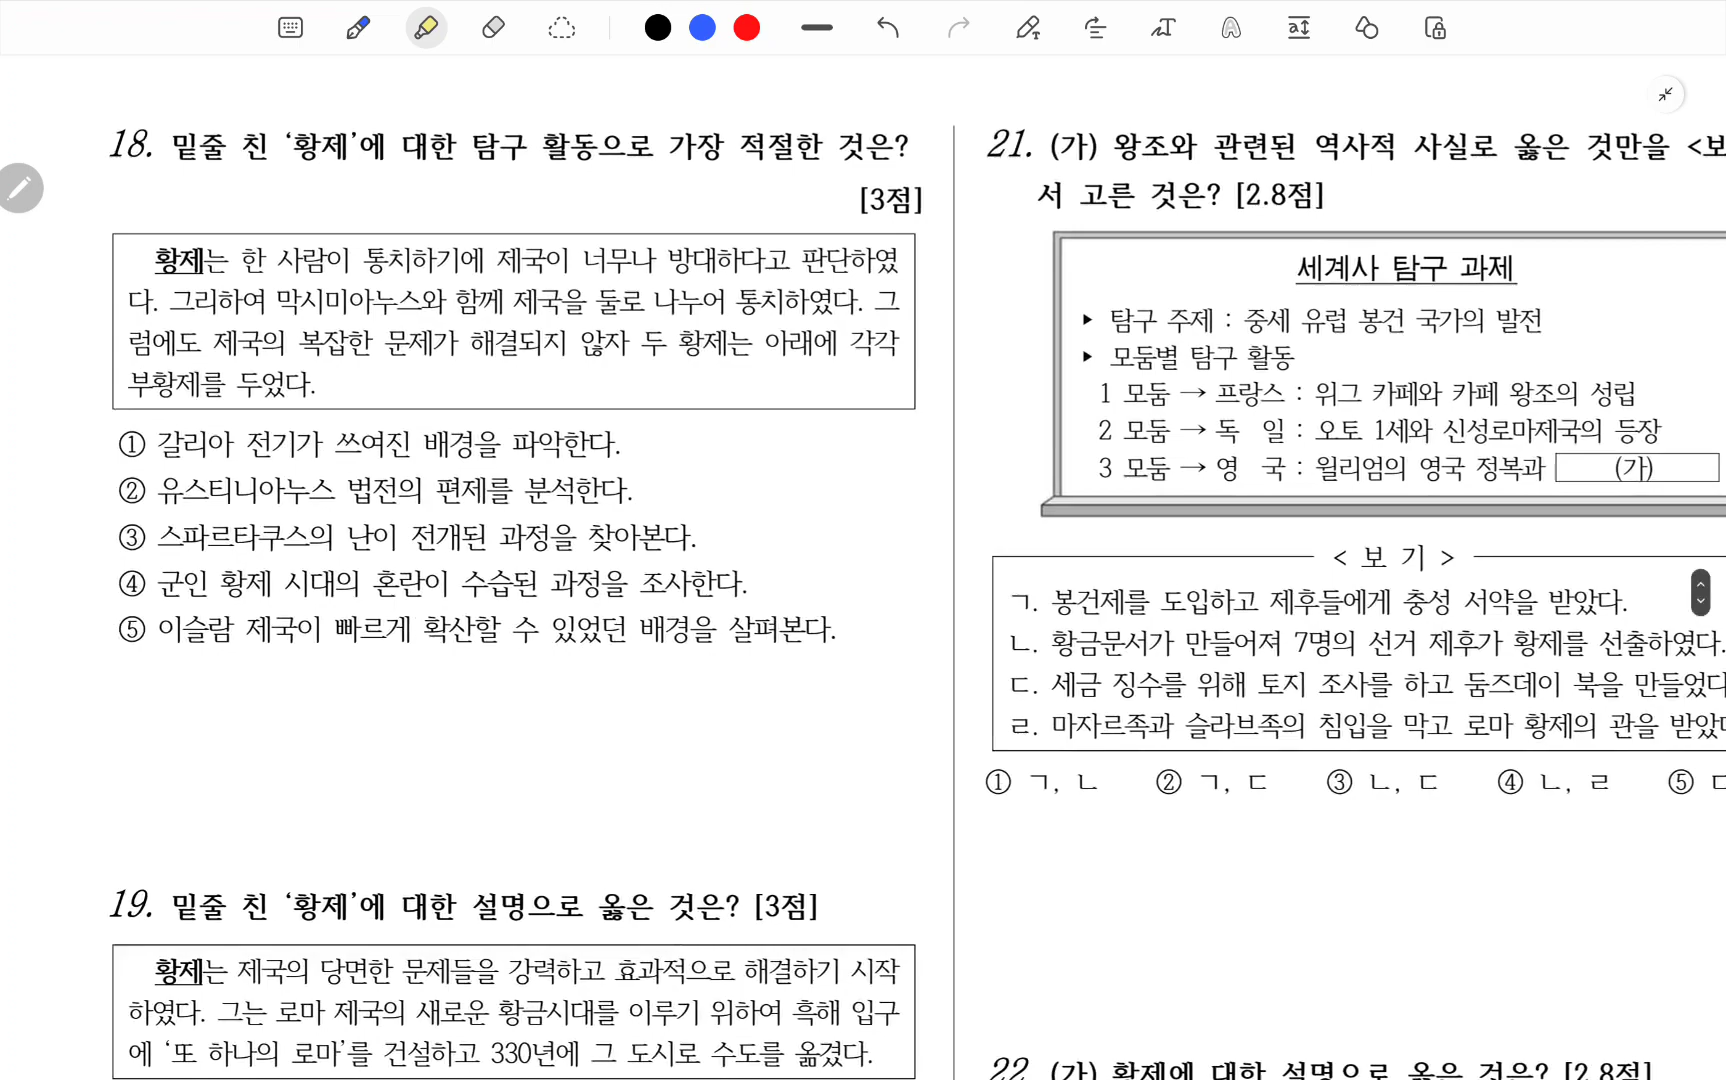 18. 밑줄 친 ‘황제’에 대한 탐구 활동으로 가장 적절한 것은?
[3점]
황제는 한 사람이 통치하기에 제국이 너무나 방대하다고 판단하였
다. 그리하여 막시미아누스와 함께 제국을 둘로 나누어 통치하였다. 그
럼에도 제국의 복잡한 문제가 해결되지 않자 두 황제는 아래에 각각
부황제를 두었다.
① 갈리아 전기가 쓰여진 배경을 파악한다.
② 유스티니아누스 법전의 편제를 분석한다.
③ 스파르타쿠스의 난이 전개된 과정을 찾아본다.
④ 군인 황제 시대의 혼란이 수습된 과정을 조사한다.
⑤ 이슬람 제국이 빠르게 확산할 수 있었던 배경을 살펴본다.
19. 밑줄 친 ‘황제’에 대한 설명으로 옳은 것은? [3점]
황제는 제국의 당면한 문제들을 강력하고 효과적으로 해결하기 시작
하였다. 그는 로마 제국의 새로운 황금시대를 이루기 위하여 흑해 입구
에 ‘또 하나의 로마’를 건설하고 330년에 그 도시로 수도를 옮겼다.
21. (가) 왕조와 관련된 역사적 사실로 옳은 것만을 <보
서 고른 것은? [2.8점]
세계사 탐구 과제
▸ 탐구 주제 : 중세 유럽 봉건 국가의 발전
▸ 모둠별 탐구 활동
1 모둠 → 프랑스 : 위그 카페와 카페 왕조의 성립
2 모둠 → 독 일 : 오토 1세와 신성로마제국의 등장
3 모둠 → 영 국 : 윌리엄의 영국 정복과 (가)
< 보 기 >
ㄱ. 봉건제를 도입하고 제후들에게 충성 서약을 받았다.
ㄴ. 황금문서가 만들어져 7명의 선거 제후가 황제를 선출하였다.
ㄷ. 세금 징수를 위해 토지 조사를 하고 둠즈데이 북을 만들었다
ㄹ. 마자르족과 슬라브족의 침입을 막고 로마 황제의 관을 받았
① ㄱ, ㄴ ② ㄱ, ㄷ ③ ㄴ, ㄷ ④ ㄴ, ㄹ ⑤
22 (가) 황제에 대한 설명으로 옳은 것은? [2.8점]